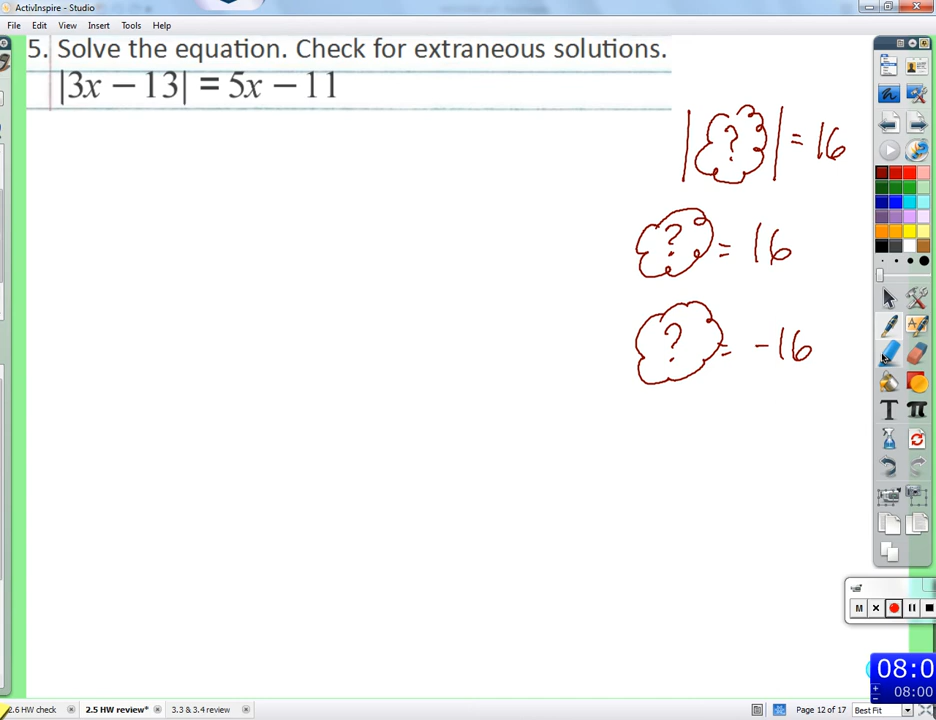 ActivInspire - Studio
File Edit View Insert Tools Help
5. Solve the equation. Check for extraneous solutions.
|3x − 13| = 5x − 11
|?| = 16
? = 16
? = -16
T π
M
08:0
08:00
2.6 HW check 2.5 HW review* 3.3 & 3.4 review
Page 12 of 17 Best Fit